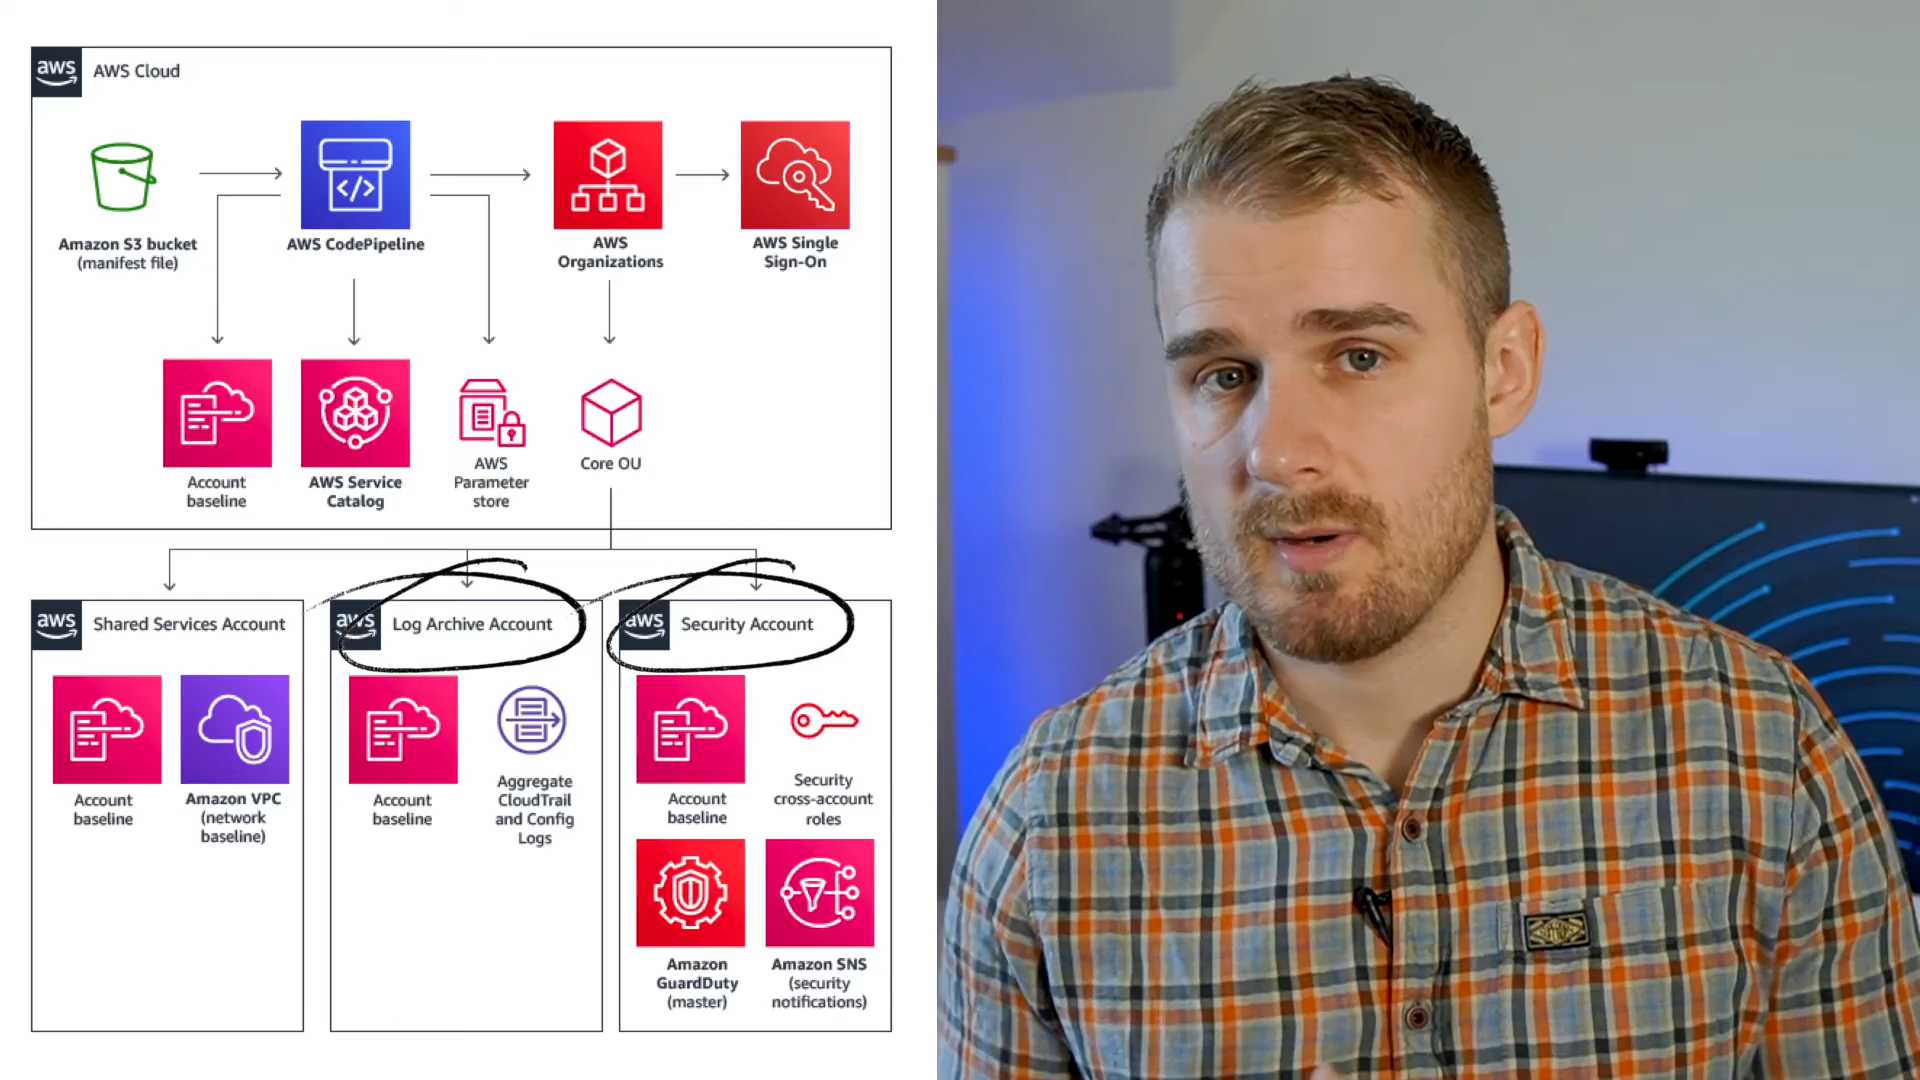 aws AWS Cloud
Amazon S3 bucket
(manifest file)
AWS CodePipeline
AWS
Organizations
AWS Single
Sign-On
Account
baseline
AWS Service
Catalog
AWS
Parameter
store
Core OU
aws Shared Services Account
Account
baseline
Amazon VPC
(network
baseline)
aws Log Archive Account
Account
baseline
Aggregate
CloudTrail
and Config
Logs
aws Security Account
Account
baseline
Security
cross-account
roles
Amazon
GuardDuty
(master)
Amazon SNS
(security
notifications)